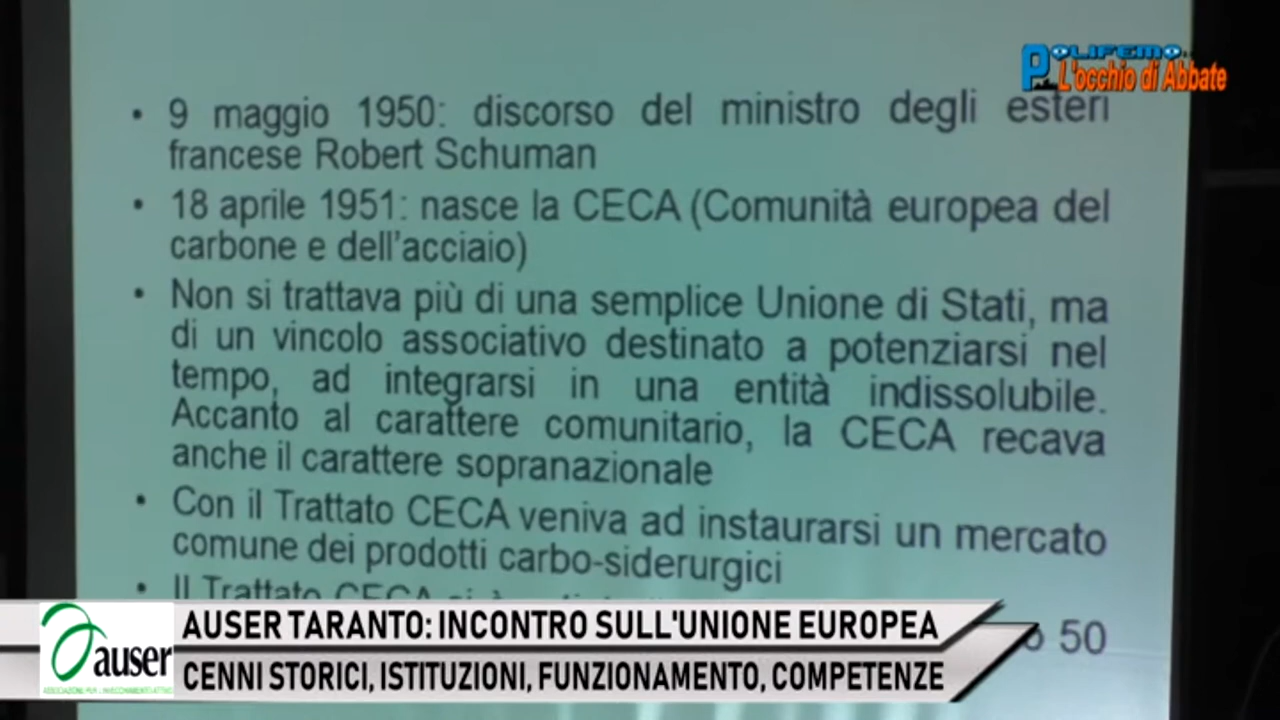 POLIFEMO...
L'occhio di Abbate
• 9 maggio 1950: discorso del ministro degli esteri
francese Robert Schuman
• 18 aprile 1951: nasce la CECA (Comunità europea del
carbone e dell'acciaio)
• Non si trattava più di una semplice Unione di Stati, ma
di un vincolo associativo destinato a potenziarsi nel
tempo, ad integrarsi in una entità indissolubile.
Accanto al carattere comunitario, la CECA recava
anche il carattere sopranazionale
• Con il Trattato CECA veniva ad instaurarsi un mercato
comune dei prodotti carbo-siderurgici
• Il Trattato CECA si è
50
auser
AUSER TARANTO: INCONTRO SULL'UNIONE EUROPEA
CENNI STORICI, ISTITUZIONI, FUNZIONAMENTO, COMPETENZE